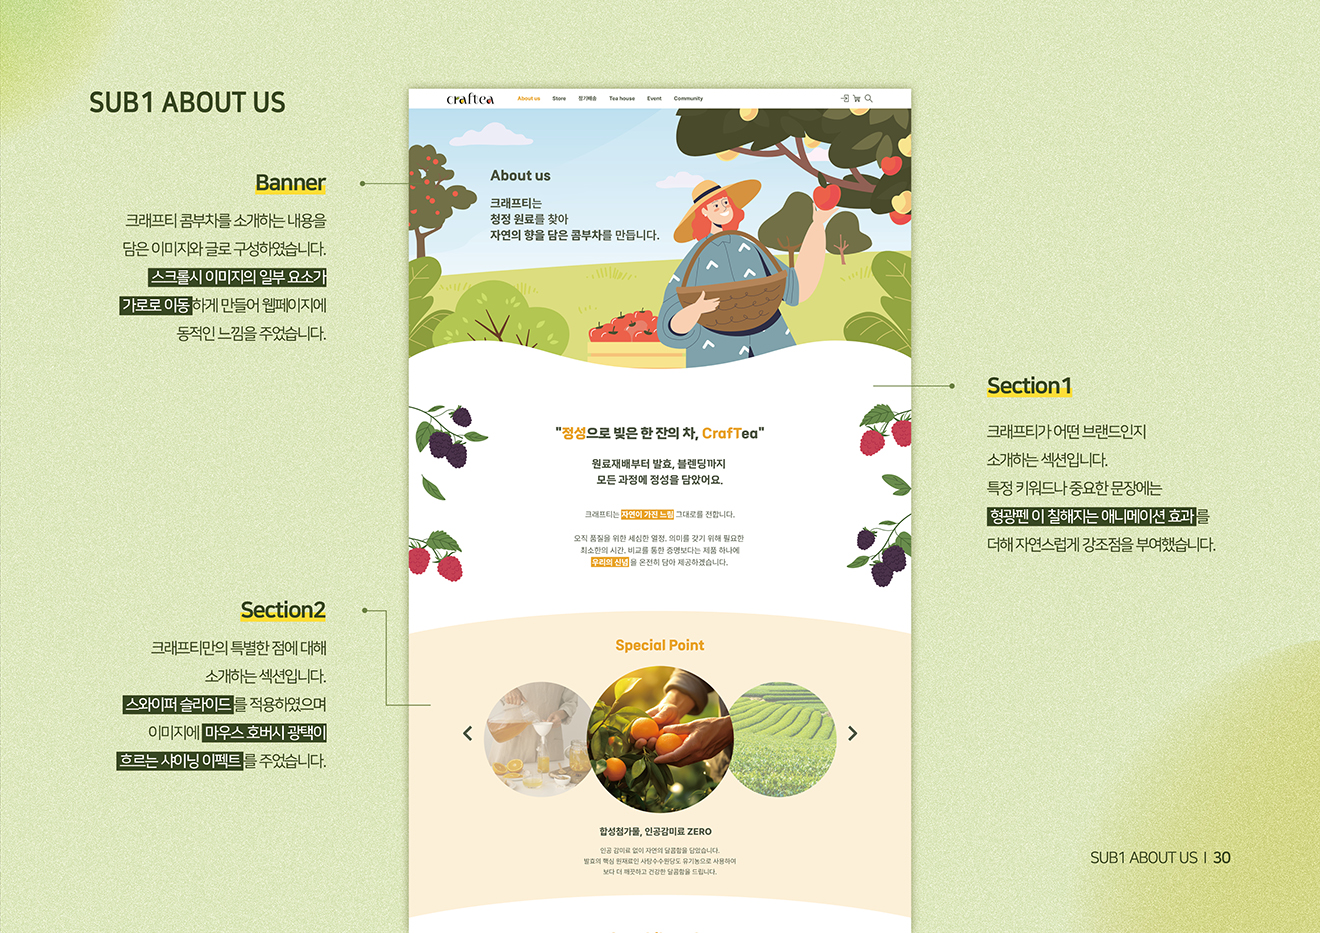 SUB1 ABOUT US
Banner
크래프티 콤부차를 소개하는 내용을
담은 이미지와 글로 구성하였습니다.
스크롤시 이미지의 일부 요소가
가로로 이동하게 만들어 웹페이지에
동적인 느낌을 주었습니다.
craftea
About us Store 정기배송 Tea house Event Community
About us
크래프티는
청정 원료를 찾아
자연의 향을 담은 콤부차를 만듭니다.
Section1
크래프티가 어떤 브랜드인지
소개하는 섹션입니다.
특정 키워드나 중요한 문장에는
형광펜 이 칠해지는 애니메이션 효과를
더해 자연스럽게 강조점을 부여했습니다.
"정성으로 빚은 한 잔의 차, CrafTea"
원료재배부터 발효, 블렌딩까지
모든 과정에 정성을 담았어요.
크래프티는 자연이 가진 느림 그대로를 전합니다.
오직 품질을 위한 세심한 열정. 의미를 갖기 위해 필요한
최소한의 시간. 비교를 통한 증명보다는 제품 하나에
우리의 신념을 온전히 담아 제공하겠습니다.
Section2
크래프티만의 특별한 점에 대해
소개하는 섹션입니다.
스와이퍼 슬라이드를 적용하였으며
이미지에 마우스 호버시 광택이
흐르는 샤이닝 이펙트를 주었습니다.
Special Point
합성첨가물, 인공감미료 ZERO
인공 감미료 없이 자연의 달콤함을 담았습니다.
발효의 핵심 원재료인 사탕수수원당도 유기농으로 사용하여
보다 더 깨끗하고 건강한 달콤함을 드립니다.
SUB1 ABOUT US | 30